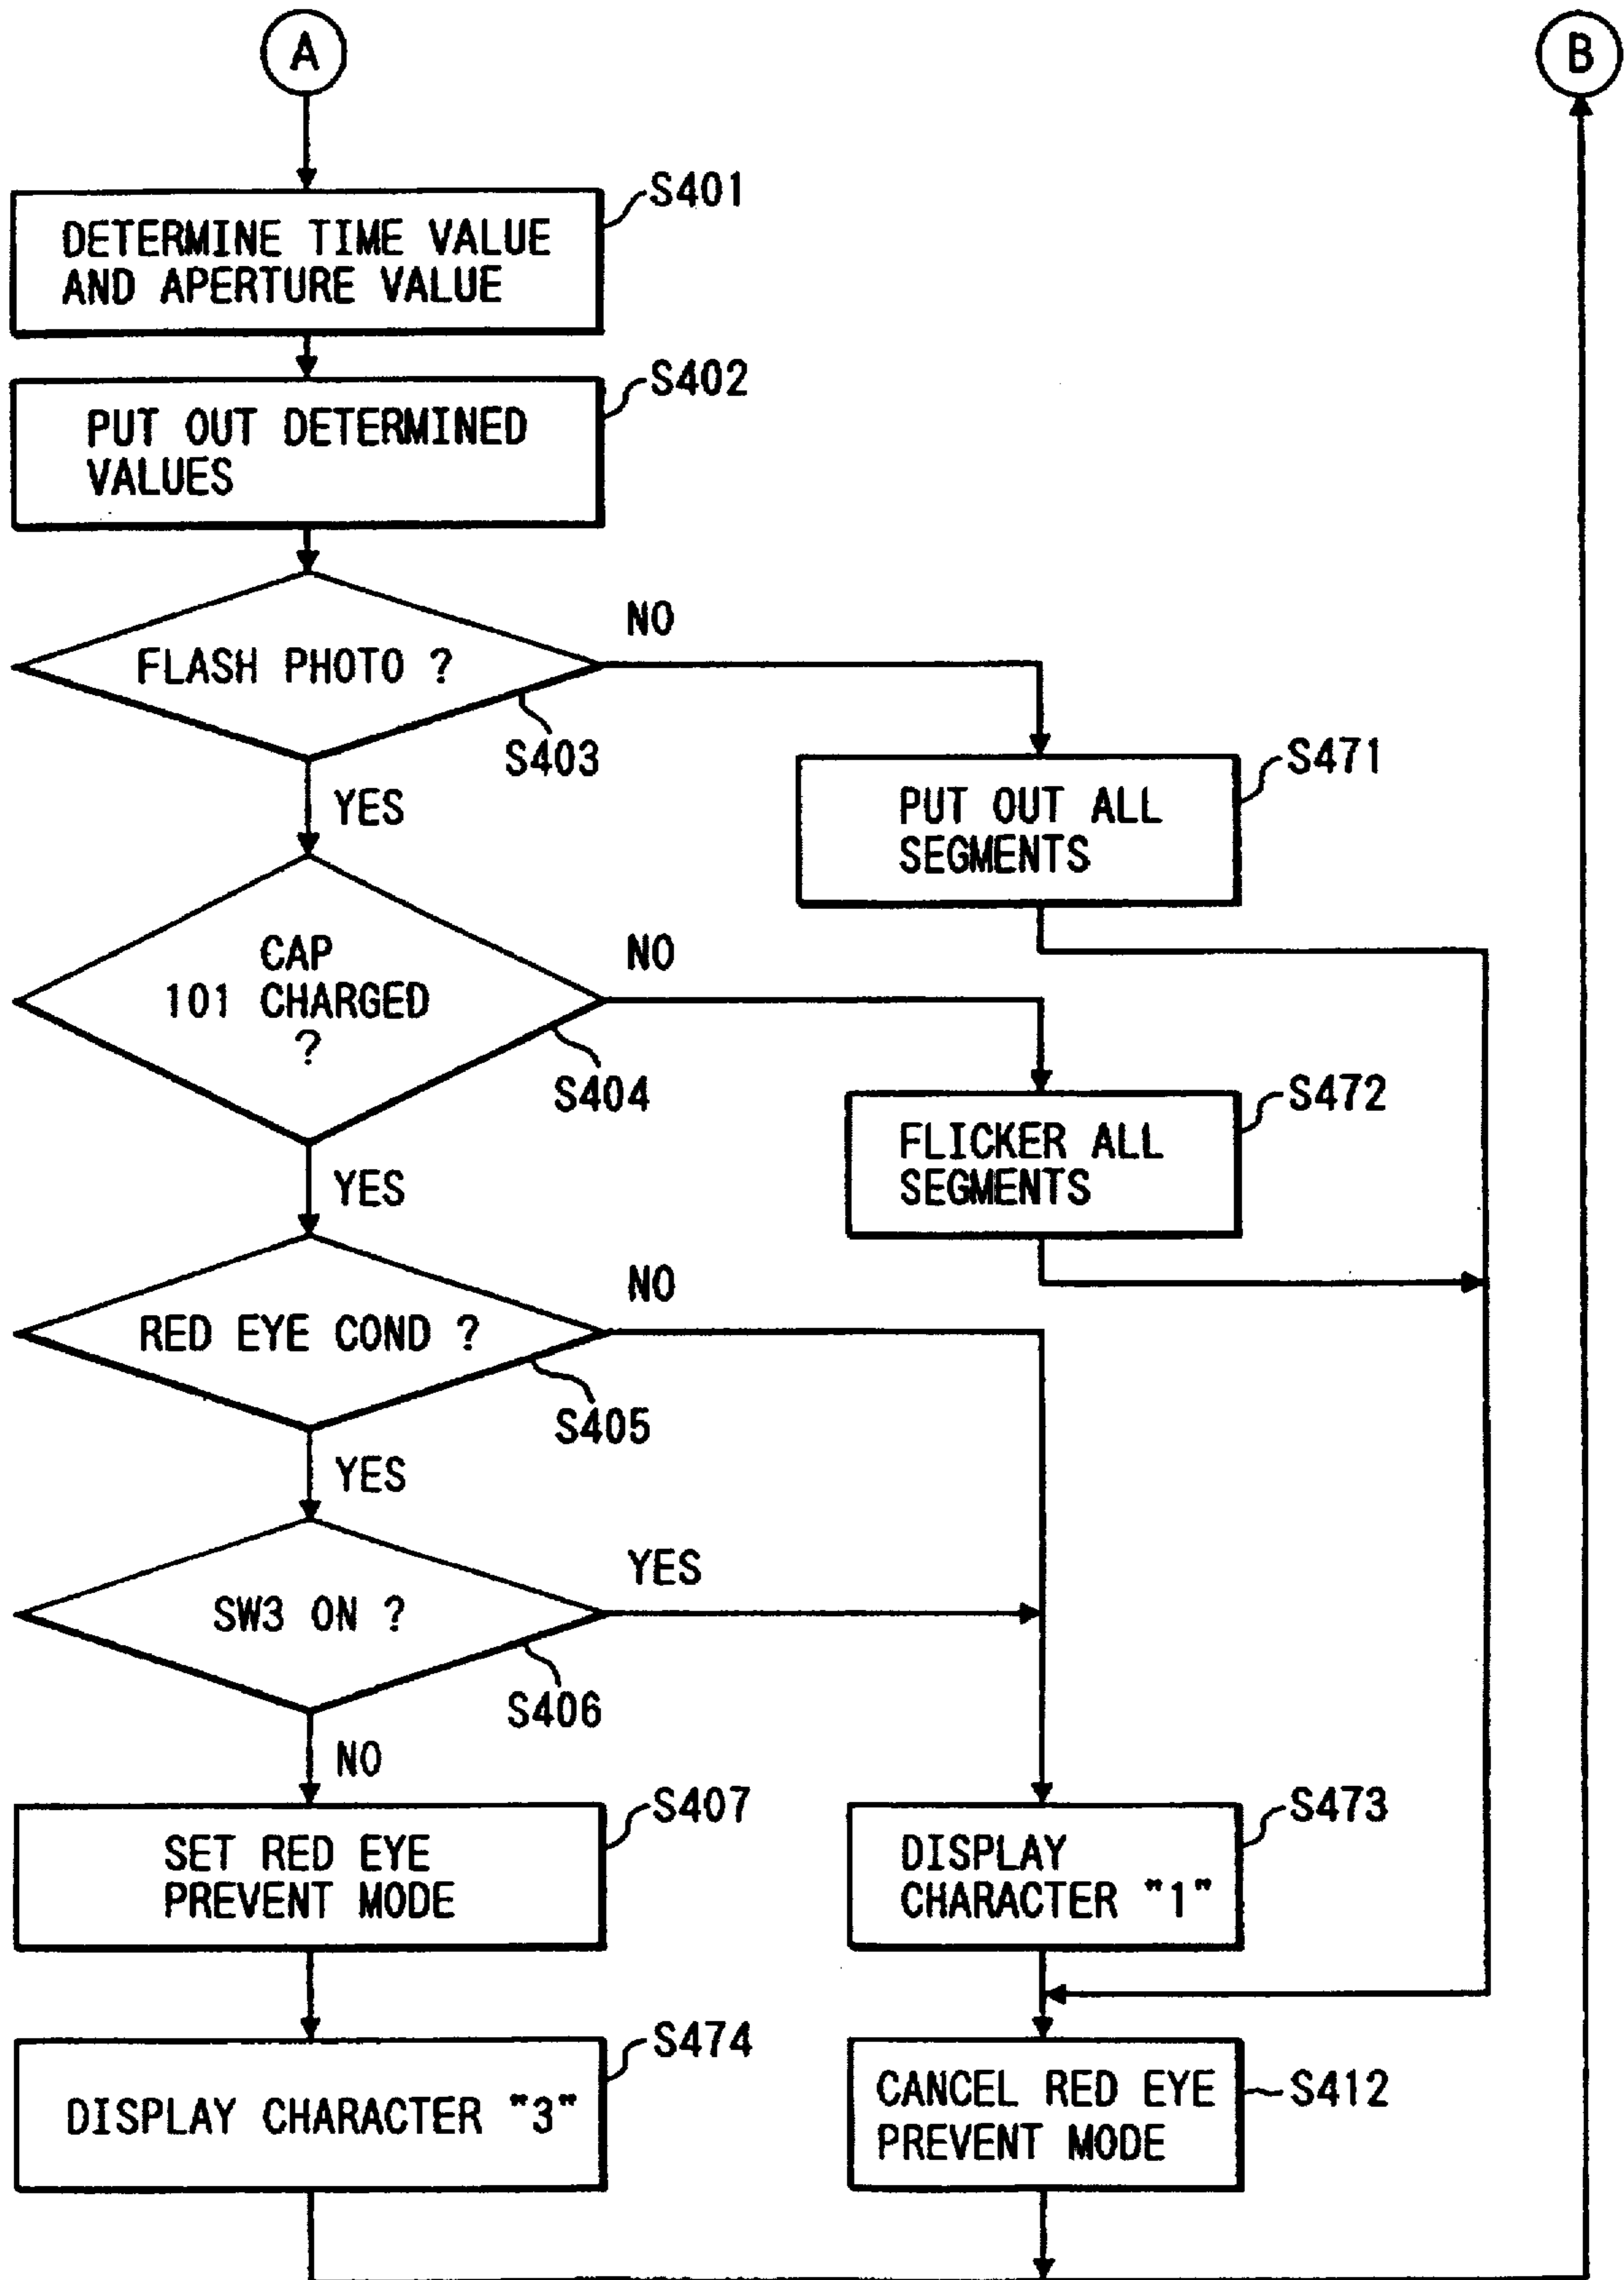 A
B
S401
DETERMINE TIME VALUE
AND APERTURE VALUE
S402
PUT OUT DETERMINED
VALUES
NO
FLASH PHOTO ?
S403
YES
S471
PUT OUT ALL
SEGMENTS
CAP
101 CHARGED
?
NO
S404
YES
S472
FLICKER ALL
SEGMENTS
NO
RED EYE COND ?
S405
YES
YES
SW3 ON ?
S406
NO
S407
SET RED EYE
PREVENT MODE
S473
DISPLAY
CHARACTER "1"
S474
DISPLAY CHARACTER "3"
CANCEL RED EYE
PREVENT MODE
S412